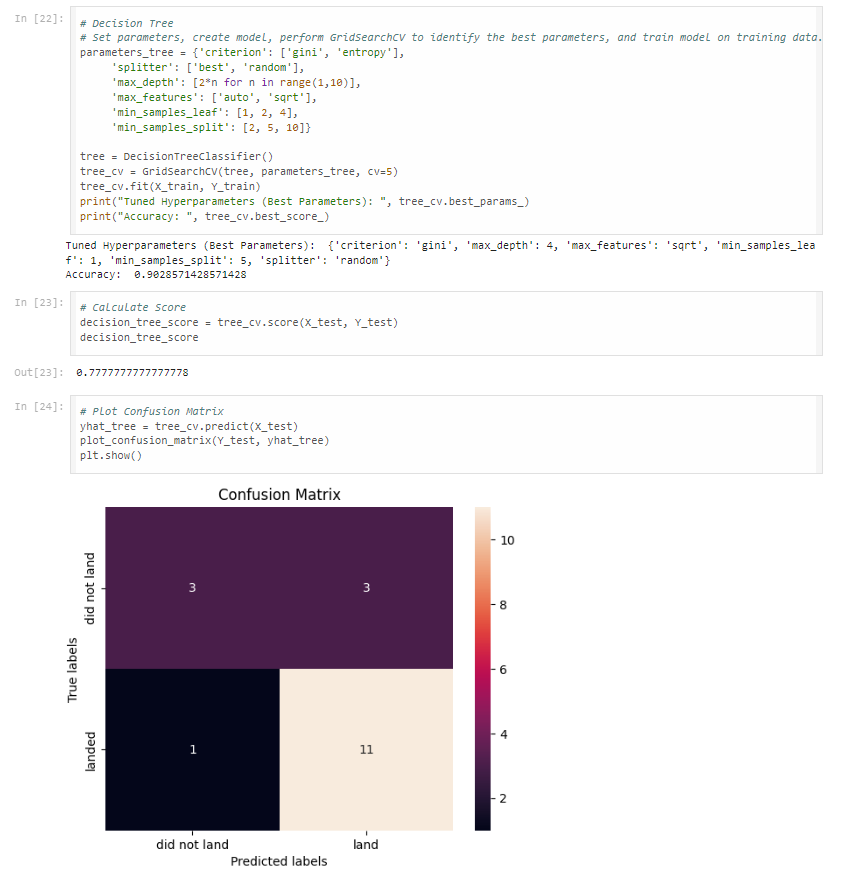 In [22]:
# Decision Tree
# Set parameters, create model, perform GridSearchCV to identify the best parameters, and train model on training data.
parameters_tree = {'criterion': ['gini', 'entropy'],
     'splitter': ['best', 'random'],
     'max_depth': [2*n for n in range(1,10)],
     'max_features': ['auto', 'sqrt'],
     'min_samples_leaf': [1, 2, 4],
     'min_samples_split': [2, 5, 10]}
tree = DecisionTreeClassifier()
tree_cv = GridSearchCV(tree, parameters_tree, cv=5)
tree_cv.fit(X_train, Y_train)
print("Tuned Hyperparameters (Best Parameters): ", tree_cv.best_params_)
print("Accuracy: ", tree_cv.best_score_)
Tuned Hyperparameters (Best Parameters):  {'criterion': 'gini', 'max_depth': 4, 'max_features': 'sqrt', 'min_samples_lea
f': 1, 'min_samples_split': 5, 'splitter': 'random'}
Accuracy:  0.9028571428571428
In [23]:
# Calculate Score
decision_tree_score = tree_cv.score(X_test, Y_test)
decision_tree_score
Out[23]: 0.7777777777777778
In [24]:
# Plot Confusion Matrix
yhat_tree = tree_cv.predict(X_test)
plot_confusion_matrix(Y_test, yhat_tree)
plt.show()
Confusion Matrix
True labels
did not land
3
3
landed
1
11
did not land
land
Predicted labels
10
8
6
4
2